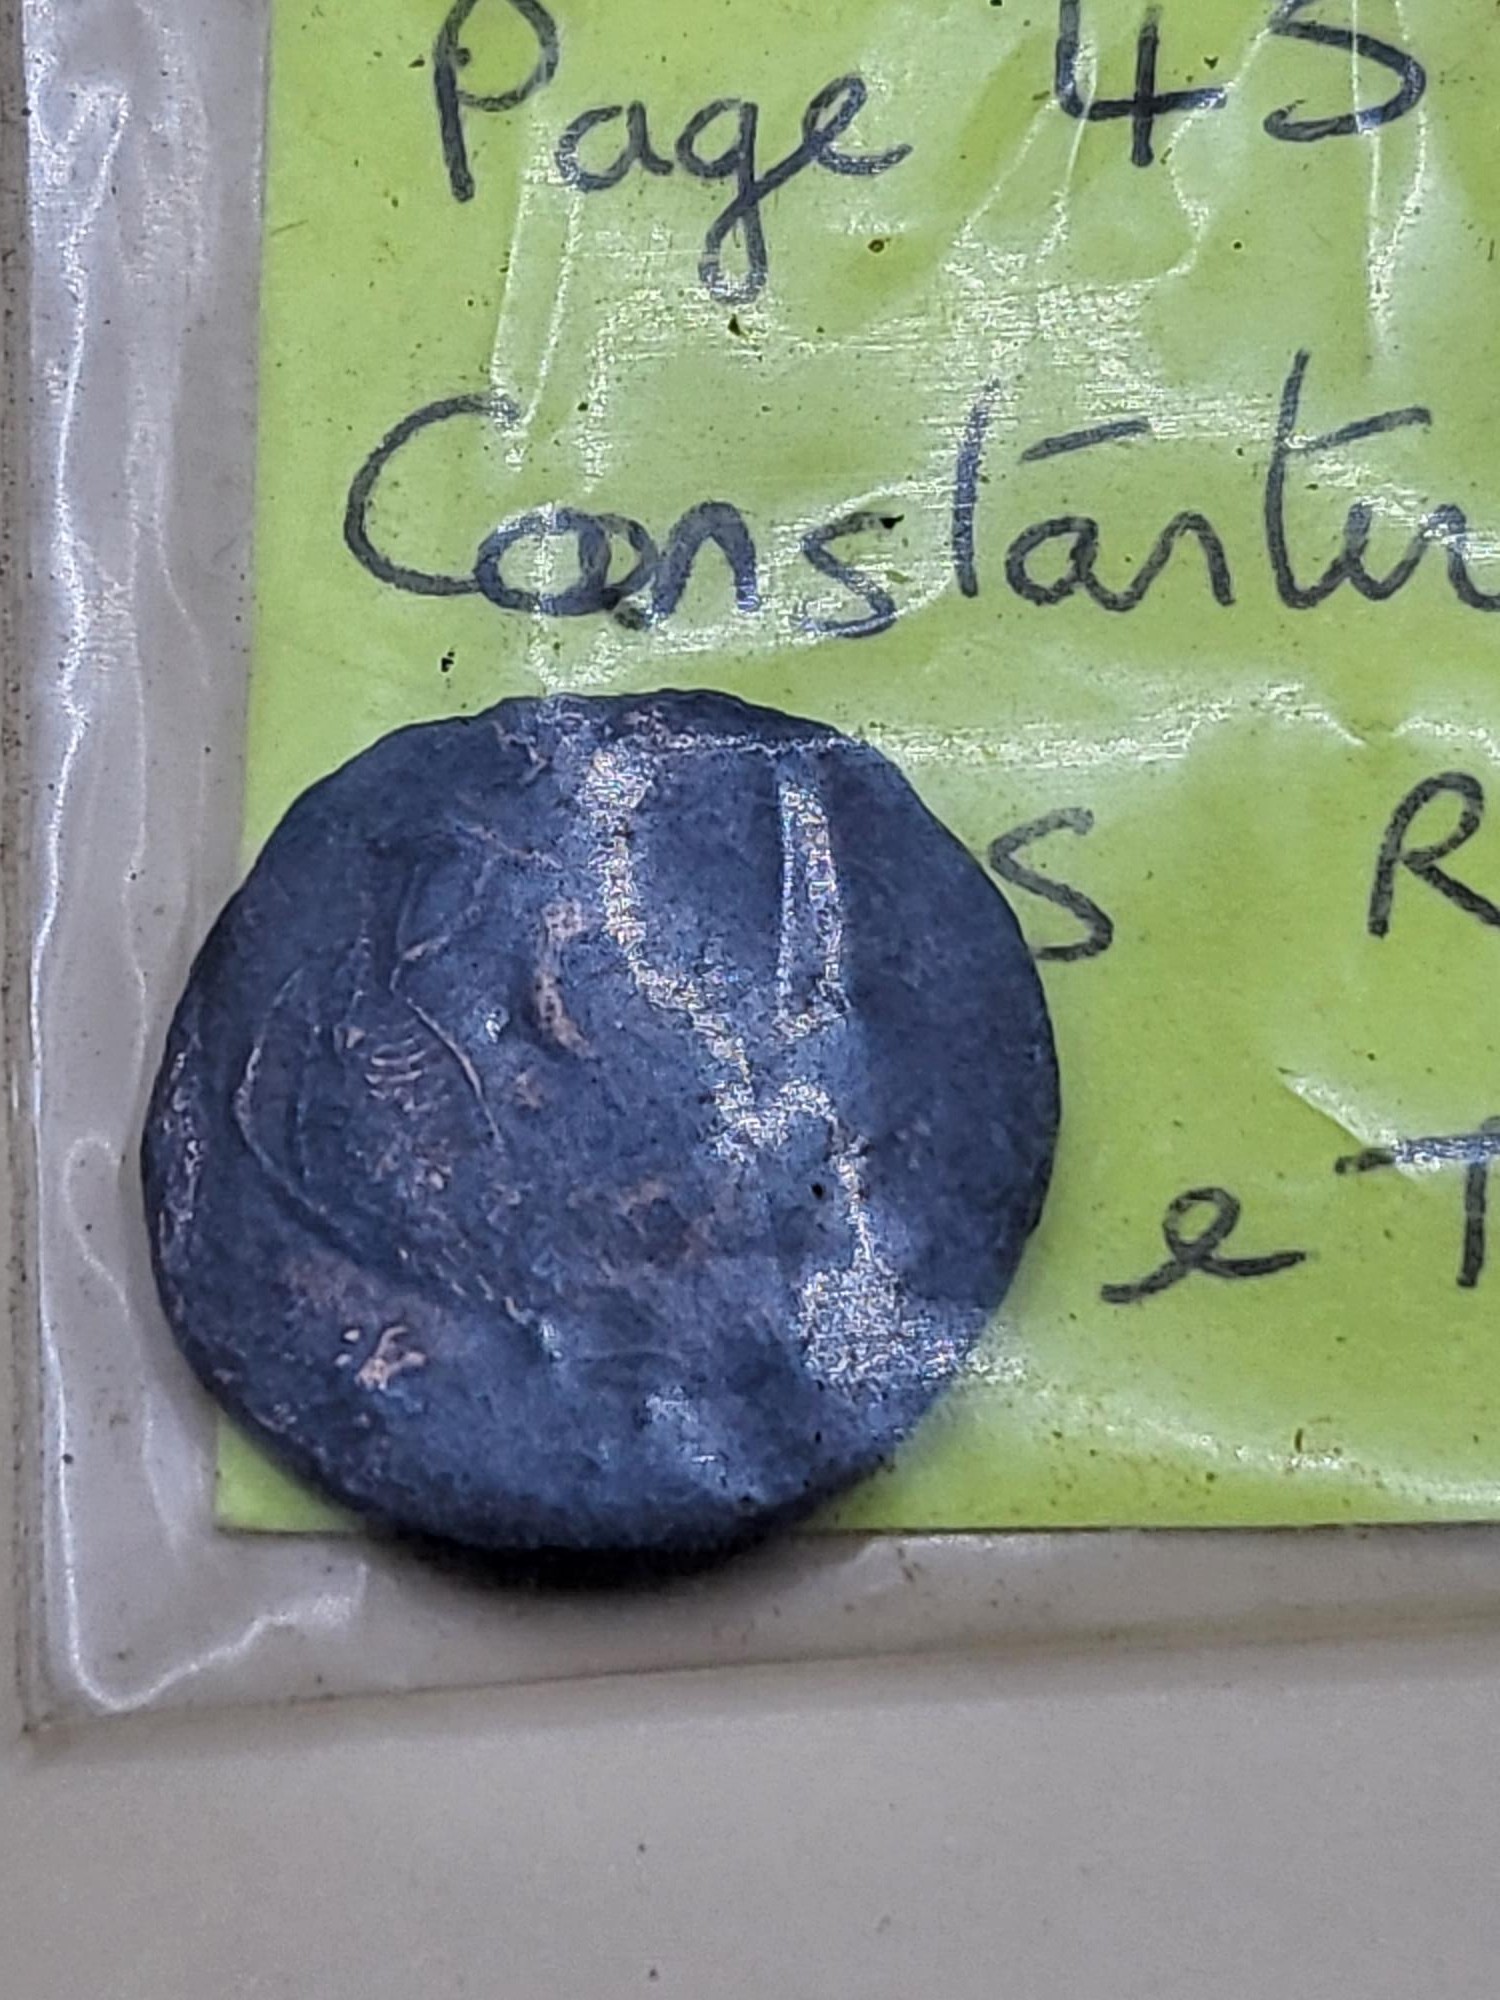 Page 45
Constantin
S R
e T